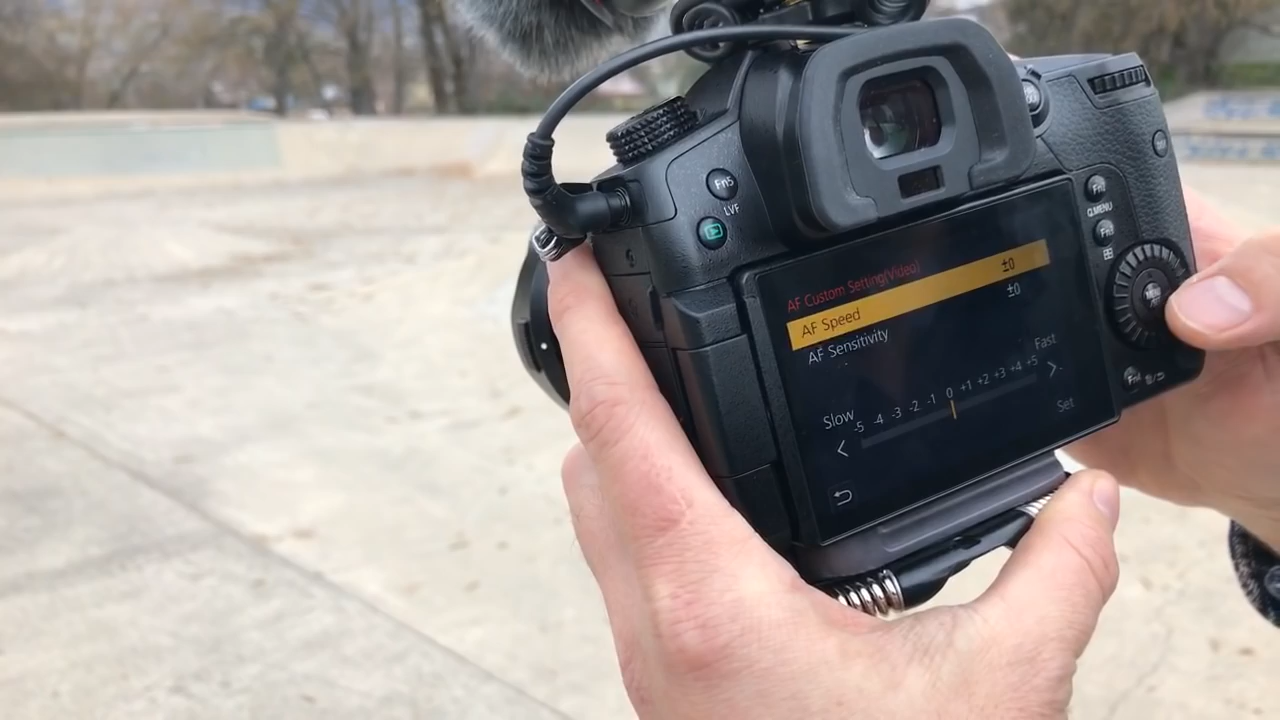 Fn5
LVF
Q.MENU
AF Custom Setting(Video)
AF Speed ±0
AF Sensitivity ±0
Fast
Slow
-5 -4 -3 -2 -1 0 +1 +2 +3 +4 +5
Set